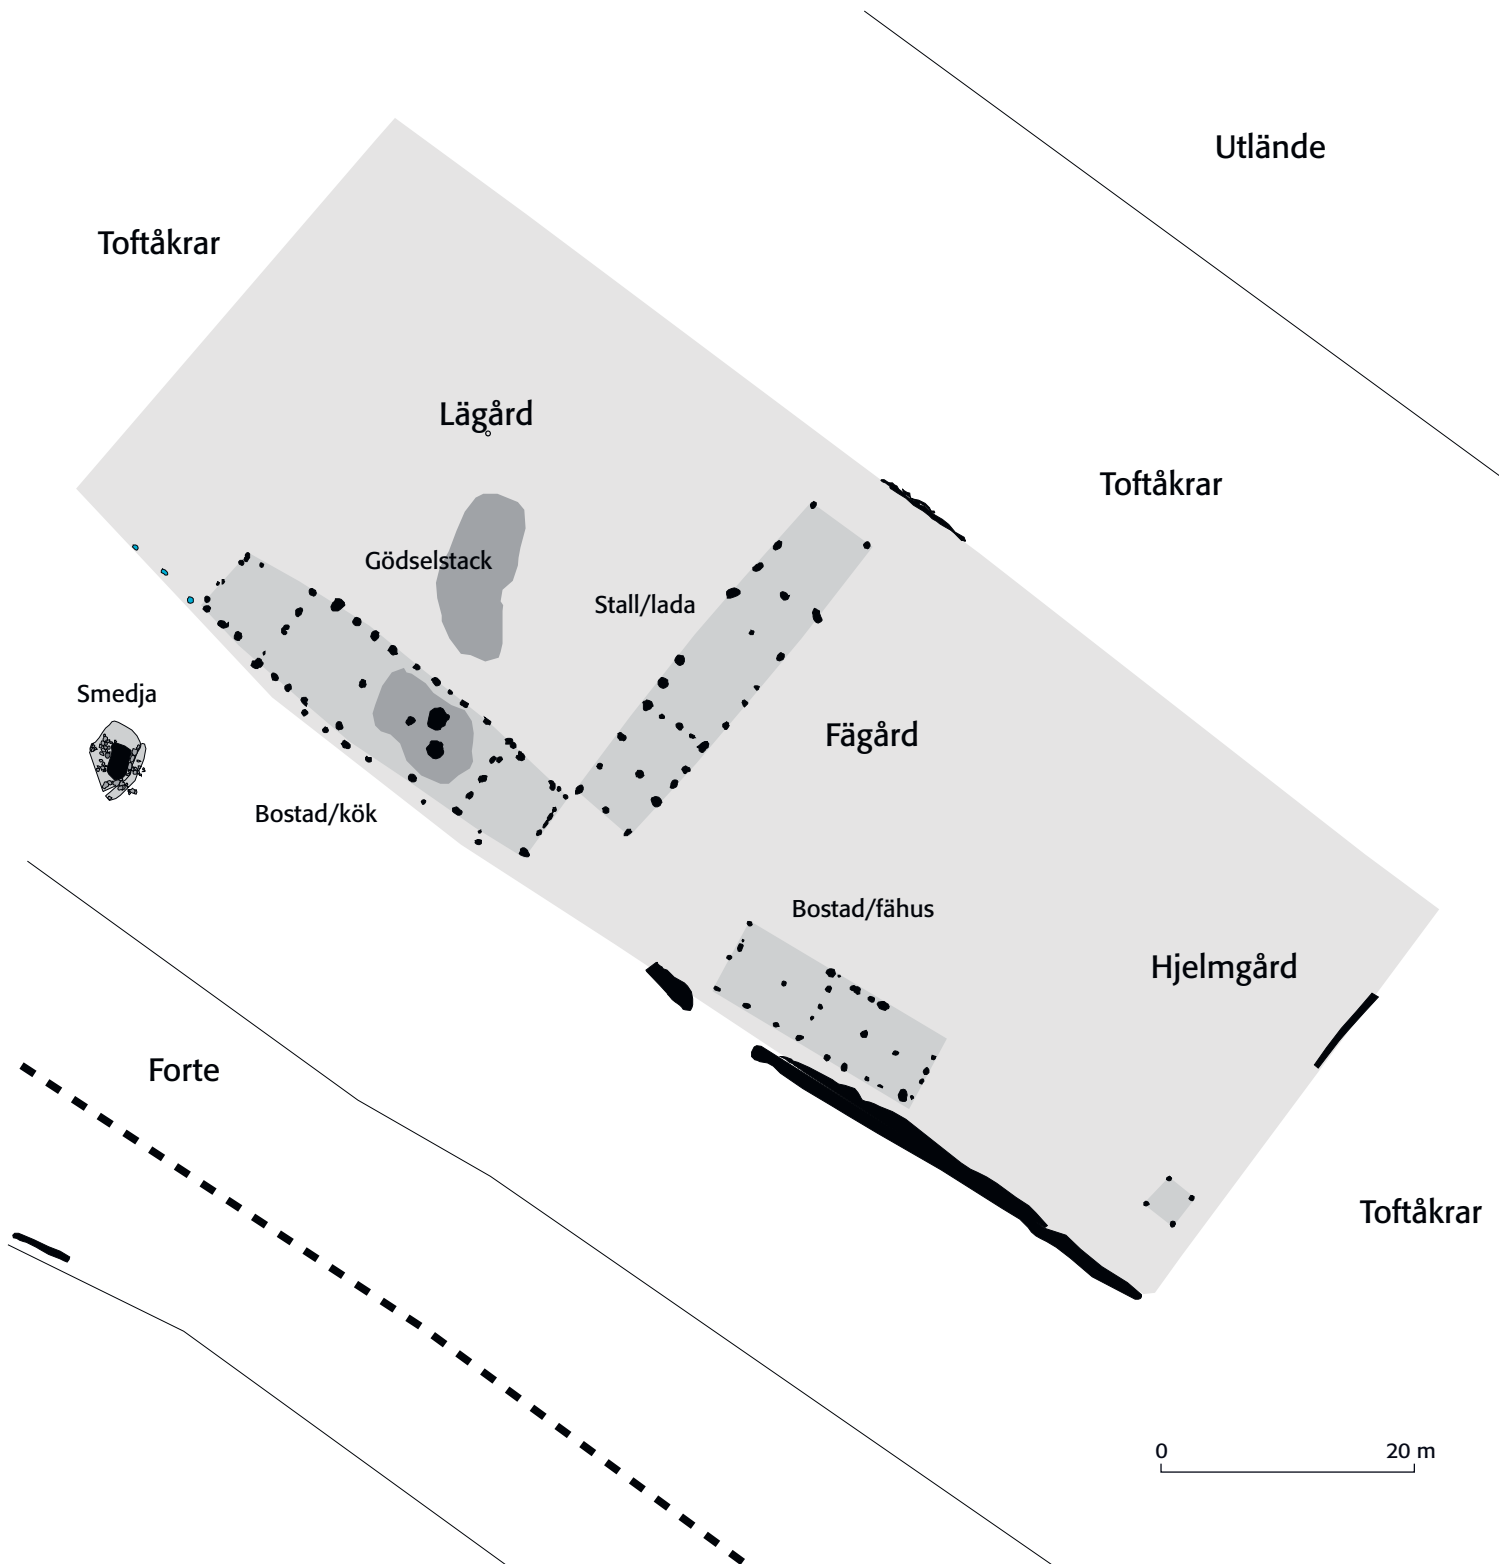 Utlände
Toftåkrar
Lägård
Toftåkrar
Gödselstack
Stall/lada
Smedja
Fägård
Bostad/kök
Bostad/fähus
Hjelmgård
Forte
Toftåkrar
0 20 m